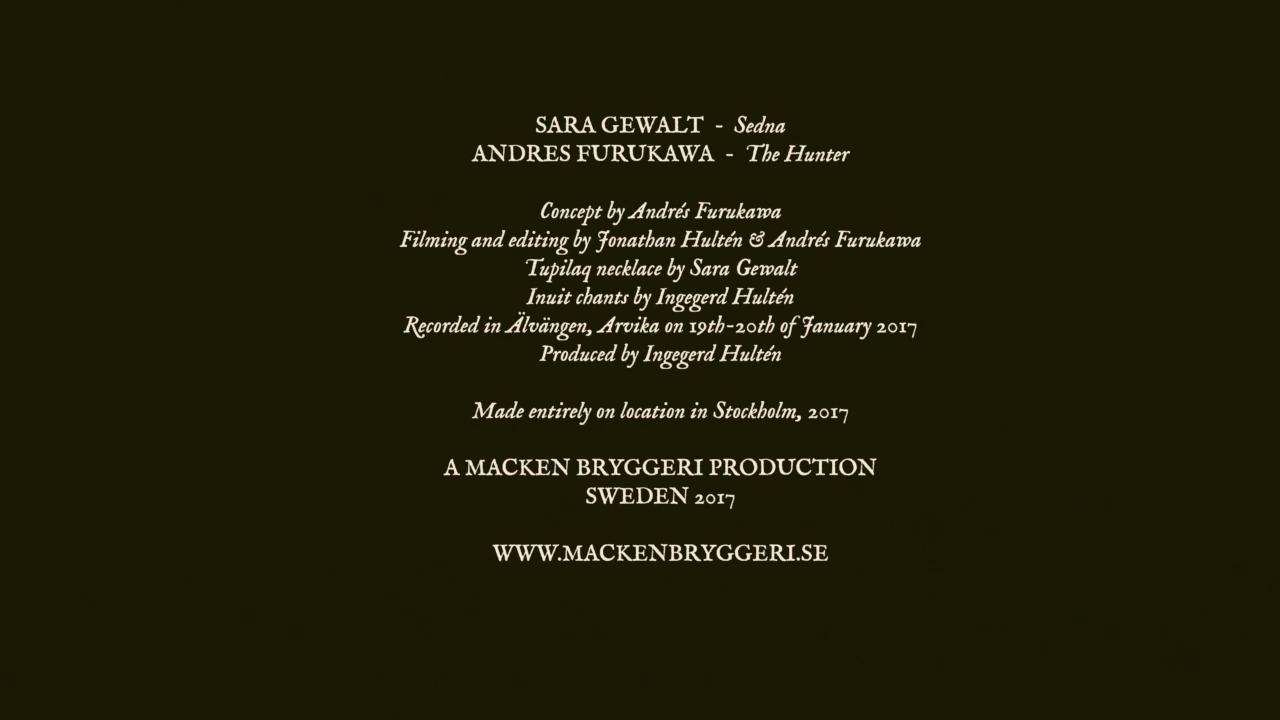 SARA GEWALT - Sedna
ANDRES FURUKAWA - The Hunter
Concept by Andrés Furukawa
Filming and editing by Jonathan Hultén & Andrés Furukawa
Tupilaq necklace by Sara Gewalt
Inuit chants by Ingegerd Hultén
Recorded in Älvängen, Arvika on 19th-20th of January 2017
Produced by Ingegerd Hultén
Made entirely on location in Stockholm, 2017
A MACKEN BRYGGERI PRODUCTION
SWEDEN 2017
WWW.MACKENBRYGGERI.SE